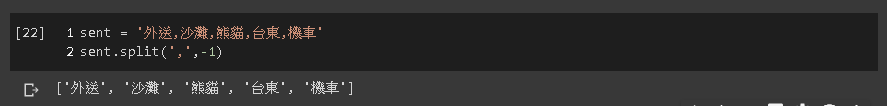 [22] 1 sent = '外送,沙灘,熊貓,台東,機車'
2 sent.split(',',-1)
['外送', '沙灘', '熊貓', '台東', '機車']